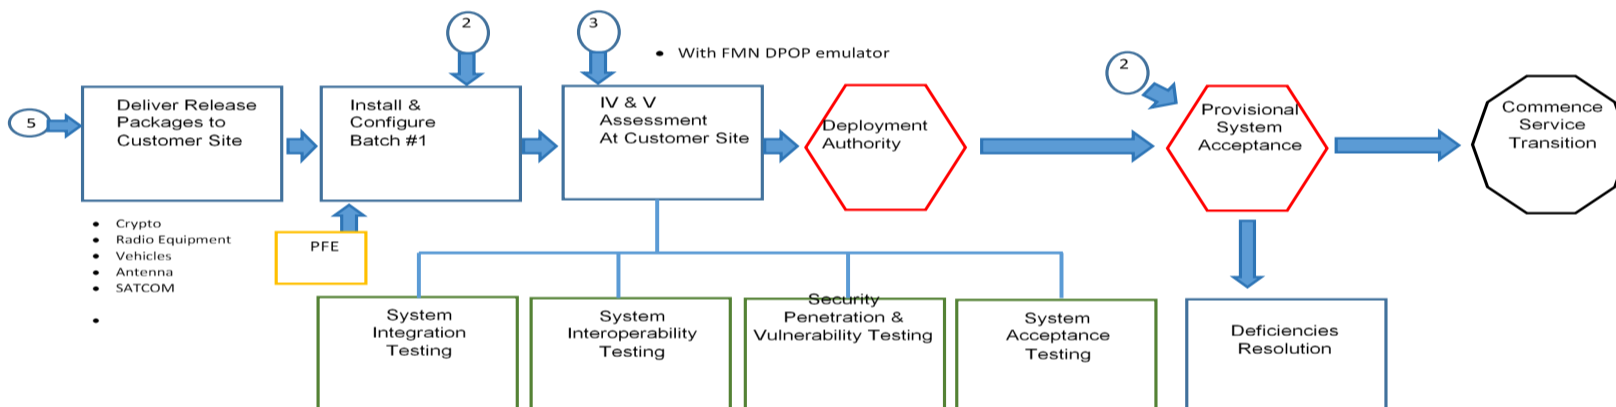 2
3
• With FMN DPOP emulator
2
5
Deliver Release
Packages to
Customer Site
Install &
Configure
Batch #1
IV & V
Assessment
At Customer Site
Deployment
Authority
Provisional
System
Acceptance
Commence
Service
Transition
• Crypto
• Radio Equipment
• Vehicles
• Antenna
• SATCOM
•
PFE
System
Integration
Testing
System
Interoperability
Testing
Security
Penetration &
Vulnerability Testing
System
Acceptance
Testing
Deficiencies
Resolution